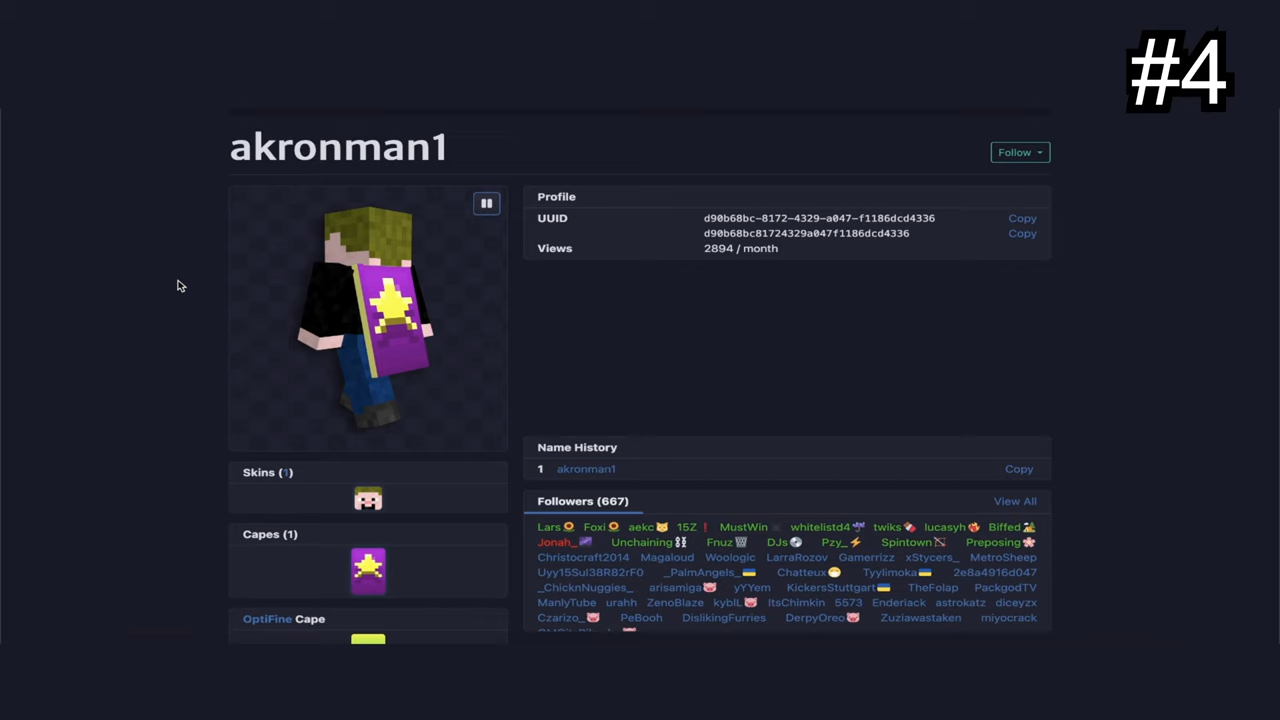 #4
akronman1
Follow
Profile
UUID d90b68bc-8172-4329-a047-f1186dcd4336 Copy
d90b68bc81724329a047f1186dcd4336 Copy
Views 2894 / month
Name History
1 akronman1 Copy
Followers (667) View All
Lars Foxi aekc 15Z MustWin whitelistd4 twiks lucasyh Biffed
Jonah_ Unchaining Fnuz DJs Pzy_ Spintown Preposing
Christocraft2014 Magaloud Woologic LarraRozov Gamerrizz xStycers_ MetroSheep
Uyy15Sul38R82rF0 _PalmAngels_ Chatteux Tyylimoka 2e8a4916d047
_ChicknNuggies_ arisamiga yYYem KickersStuttgart TheFolap PackgodTV
ManlyTube urahh ZenoBlaze kyblL ItsChimkin 5573 Enderiack astrokatz diceyzx
Czarizo_ PeBooh DislikingFurries DerpyOreo Zuziawastaken miyocrack
Skins (1)
Capes (1)
OptiFine Cape